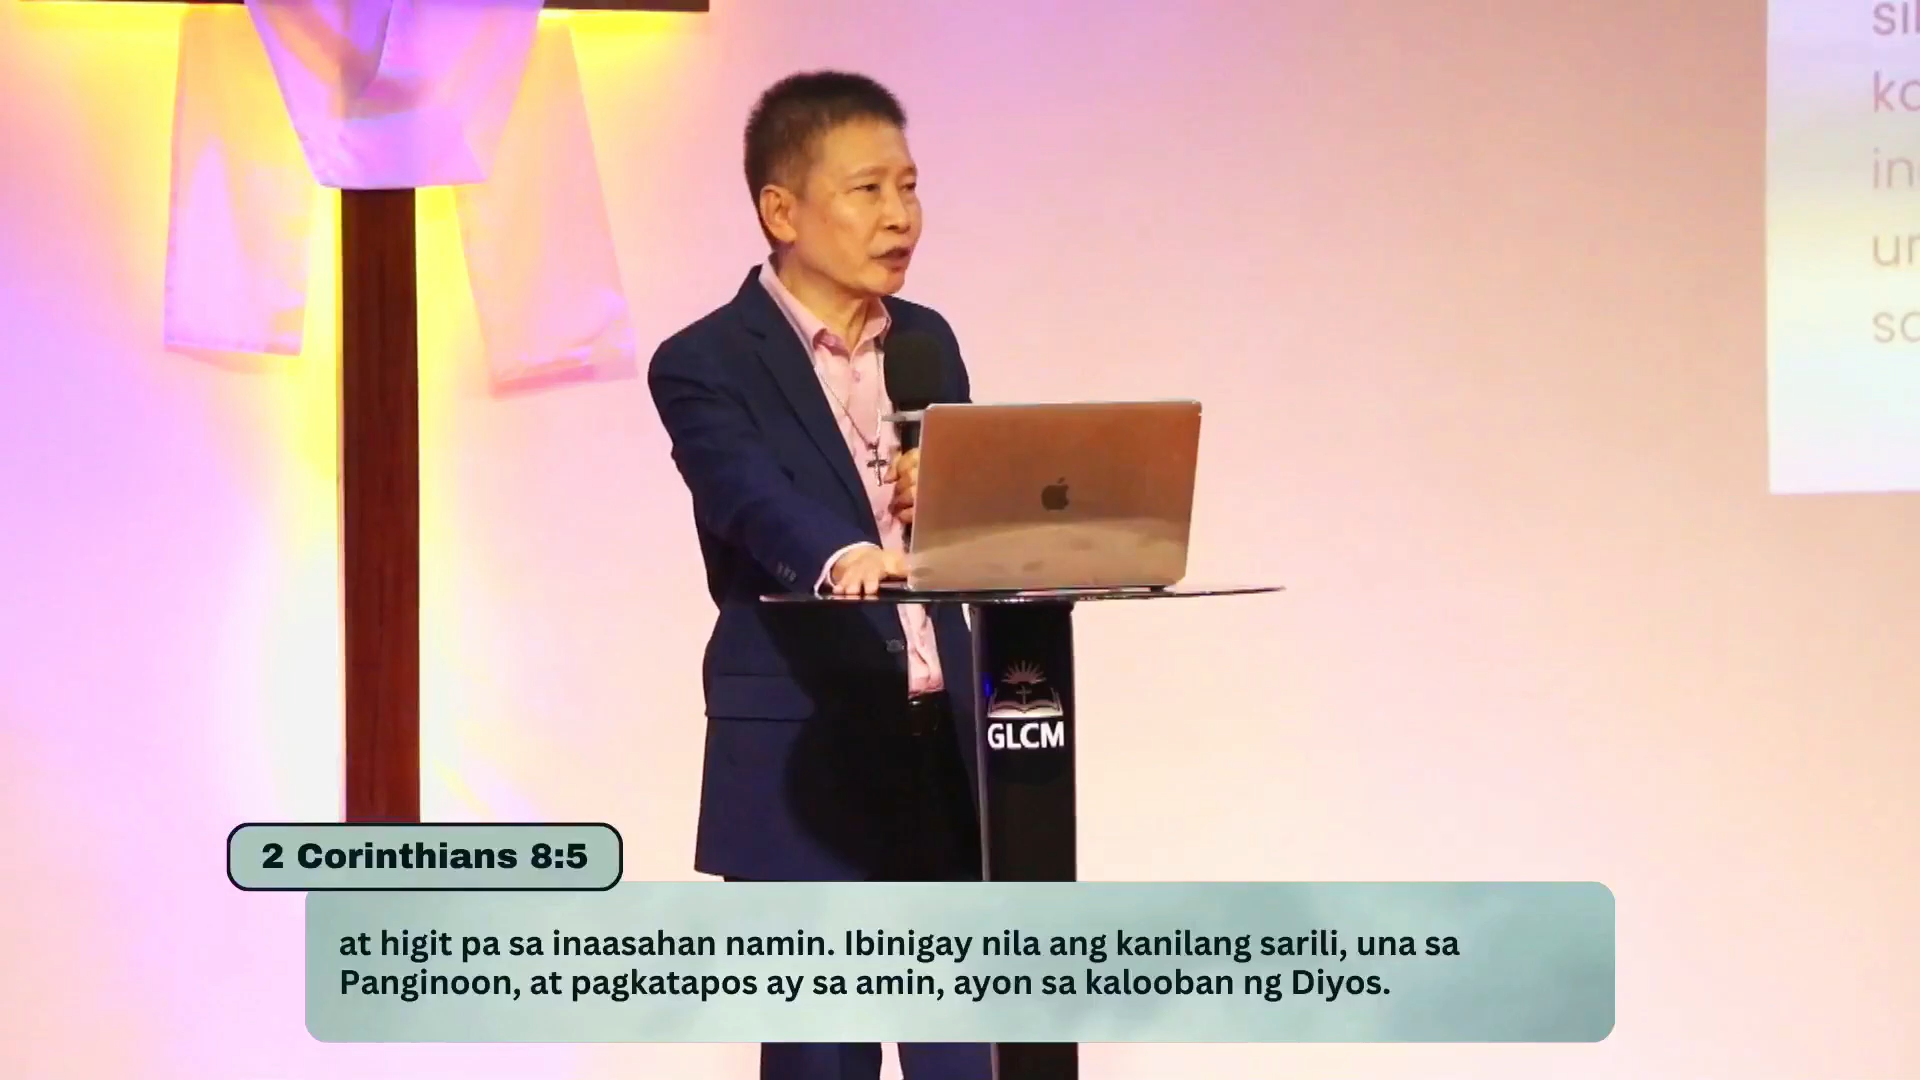 GLCM
2 Corinthians 8:5
at higit pa sa inaasahan namin. Ibinigay nila ang kanilang sarili, una sa
Panginoon, at pagkatapos ay sa amin, ayon sa kalooban ng Diyos.